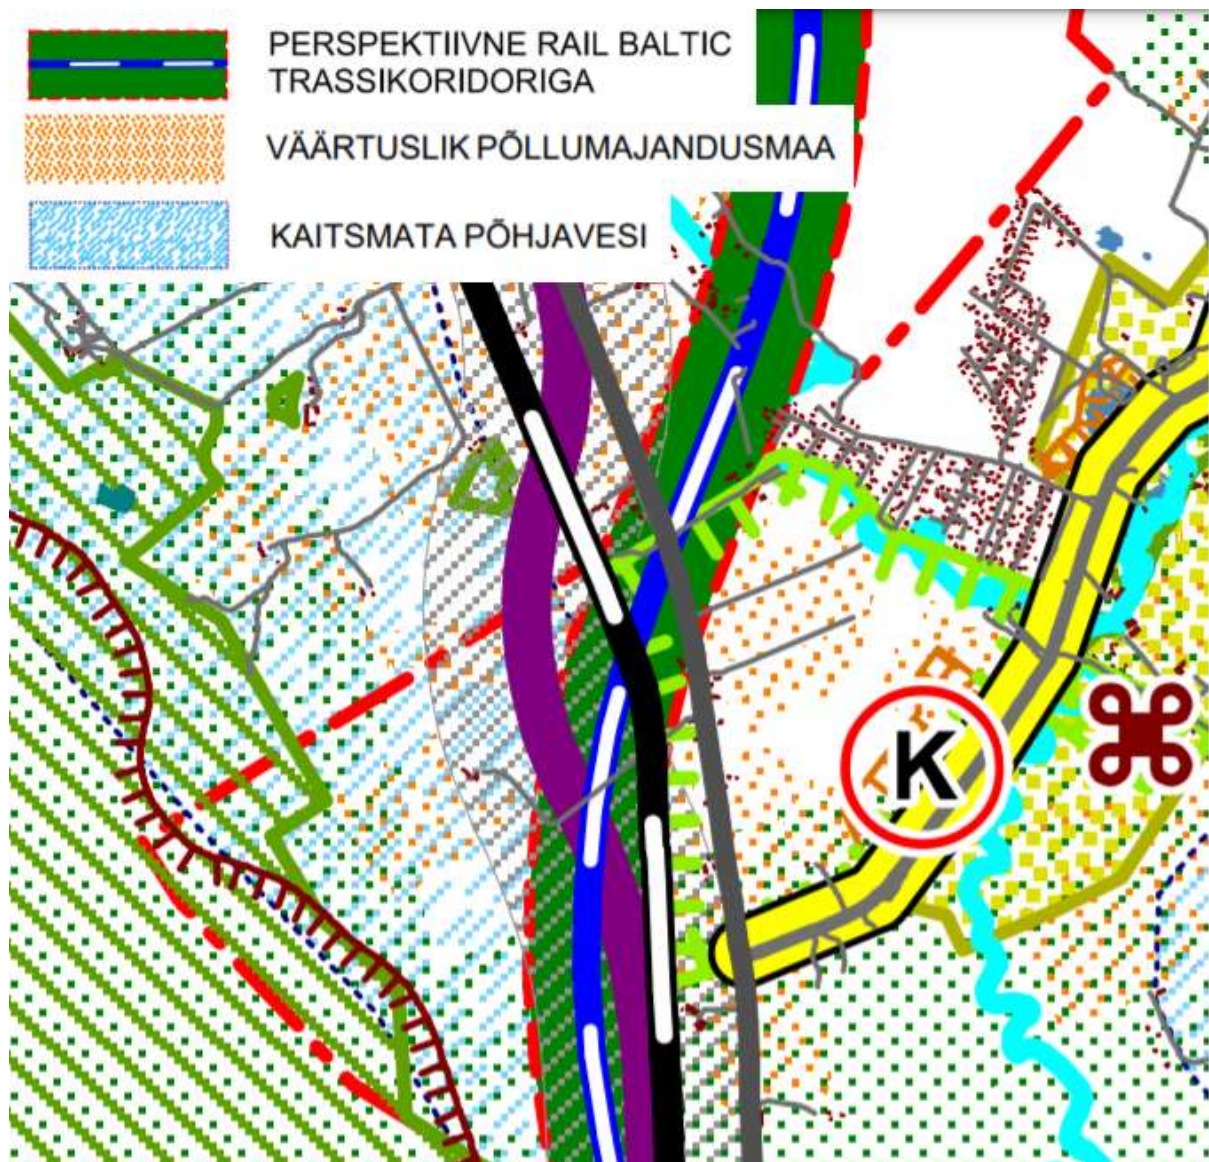 PERSPEKTIIVNE RAIL BALTIC
TRASSIKORIDORIGA
VÄÄRTUSLIK PÕLLUMAJANDUSMAA
KAITSMATA PÕHJAVESI
K